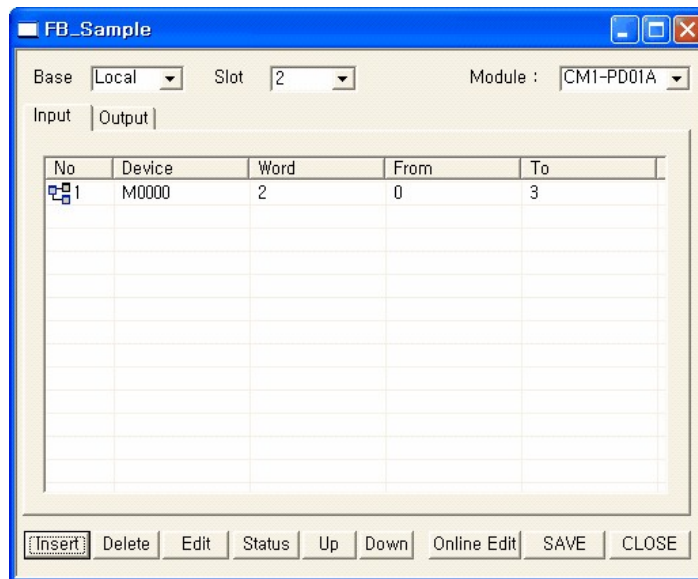 FB_Sample
Base Local Slot 2 Module : CM1-PD01A
Input Output
No Device Word From To
1 M0000 2 0 3
Insert Delete Edit Status Up Down Online Edit SAVE CLOSE